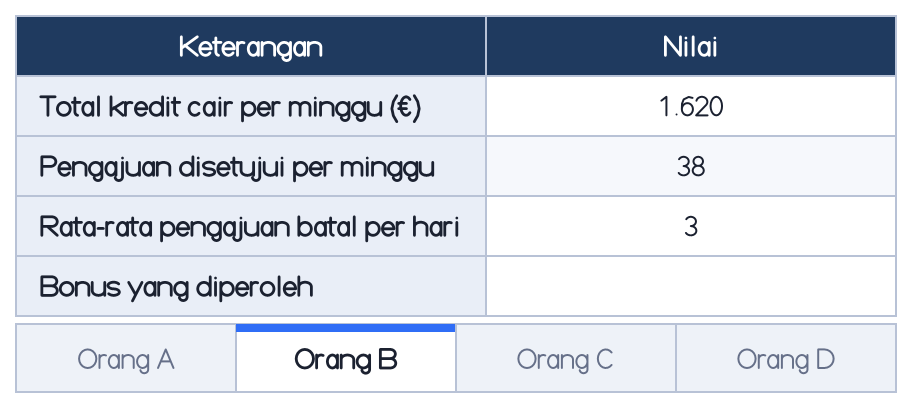 Keterangan Nilai
Total kredit cair per minggu (€) 1.620
Pengajuan disetujui per minggu 38
Rata-rata pengajuan batal per hari 3
Bonus yang diperoleh
Orang A Orang B Orang C Orang D